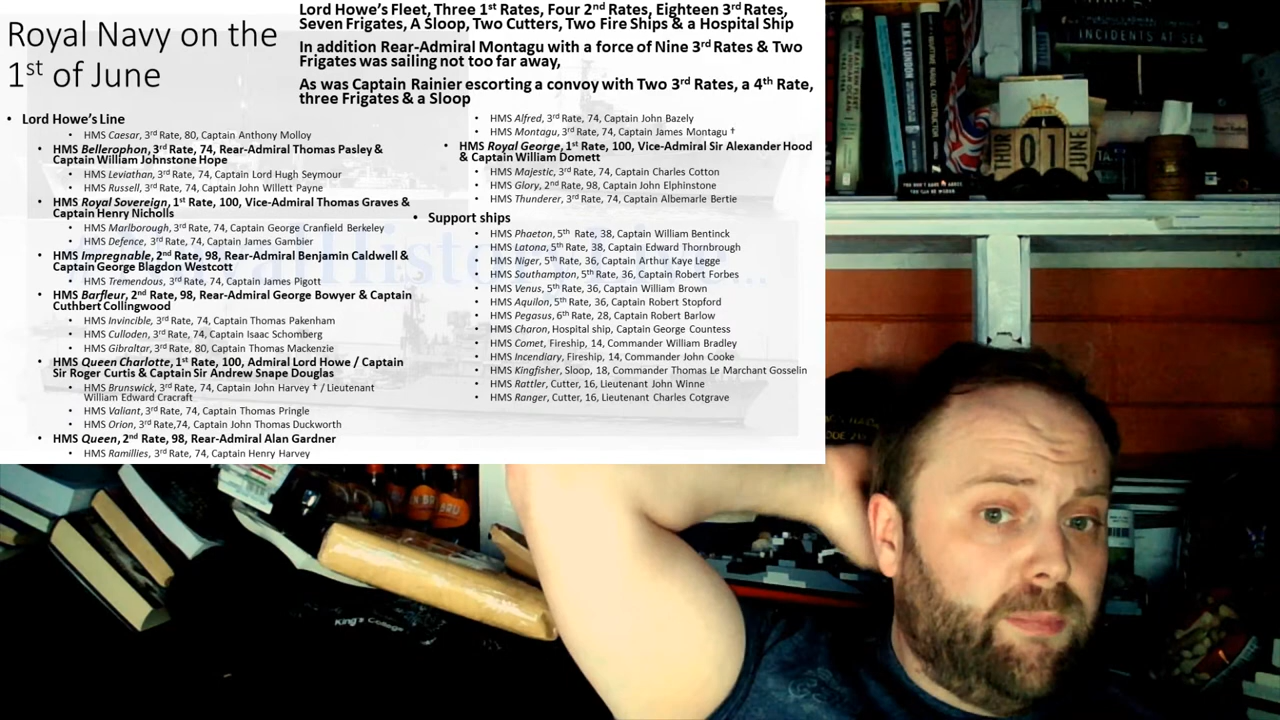 Royal Navy on the
1st of June
Lord Howe's Fleet, Three 1st Rates, Four 2nd Rates, Eighteen 3rd Rates,
Seven Frigates, A Sloop, Two Cutters, Two Fire Ships & a Hospital Ship
In addition Rear-Admiral Montagu with a force of Nine 3rd Rates & Two
Frigates was sailing not too far away,
As was Captain Rainier escorting a convoy with Two 3rd Rates, a 4th Rate,
three Frigates & a Sloop
• Lord Howe's Line
• HMS Caesar, 3rd Rate, 80, Captain Anthony Molloy
• HMS Bellerophon, 3rd Rate, 74, Rear-Admiral Thomas Pasley &
Captain William Johnstone Hope
• HMS Leviathan, 3rd Rate, 74, Captain Lord Hugh Seymour
• HMS Russell, 3rd Rate, 74, Captain John Willett Payne
• HMS Royal Sovereign, 1st Rate, 100, Vice-Admiral Thomas Graves &
Captain Henry Nicholls
• HMS Marlborough, 3rd Rate, 74, Captain George Cranfield Berkeley
• HMS Defence, 3rd Rate, 74, Captain James Gambier
• HMS Impregnable, 2nd Rate, 98, Rear-Admiral Benjamin Caldwell &
Captain George Blagdon Westcott
• HMS Tremendous, 3rd Rate, 74, Captain James Pigott
• HMS Barfleur, 2nd Rate, 98, Rear-Admiral George Bowyer & Captain
Cuthbert Collingwood
• HMS Invincible, 3rd Rate, 74, Captain Thomas Pakenham
• HMS Culloden, 3rd Rate, 74, Captain Isaac Schomberg
• HMS Gibraltar, 3rd Rate, 80, Captain Thomas Mackenzie
• HMS Queen Charlotte, 1st Rate, 100, Admiral Lord Howe / Captain
Sir Roger Curtis & Captain Sir Andrew Snape Douglas
• HMS Brunswick, 3rd Rate, 74, Captain John Harvey † / Lieutenant
William Edward Cracraft
• HMS Valiant, 3rd Rate, 74, Captain Thomas Pringle
• HMS Orion, 3rd Rate,74, Captain John Thomas Duckworth
• HMS Queen, 2nd Rate, 98, Rear-Admiral Alan Gardner
• HMS Ramillies, 3rd Rate, 74, Captain Henry Harvey
• HMS Alfred, 3rd Rate, 74, Captain John Bazely
• HMS Montagu, 3rd Rate, 74, Captain James Montagu †
• HMS Royal George, 1st Rate, 100, Vice-Admiral Sir Alexander Hood
& Captain William Domett
• HMS Majestic, 3rd Rate, 74, Captain Charles Cotton
• HMS Glory, 2nd Rate, 98, Captain John Elphinstone
• HMS Thunderer, 3rd Rate, 74, Captain Albemarle Bertie
• Support ships
• HMS Phaeton, 5th Rate, 38, Captain William Bentinck
• HMS Latona, 5th Rate, 38, Captain Edward Thornbrough
• HMS Niger, 5th Rate, 36, Captain Arthur Kaye Legge
• HMS Southampton, 5th Rate, 36, Captain Robert Forbes
• HMS Venus, 5th Rate, 36, Captain William Brown
• HMS Aquilon, 5th Rate, 36, Captain Robert Stopford
• HMS Pegasus, 6th Rate, 28, Captain Robert Barlow
• HMS Charon, Hospital ship, Captain George Countess
• HMS Comet, Fireship, 14, Commander William Bradley
• HMS Incendiary, Fireship, 14, Commander John Cooke
• HMS Kingfisher, Sloop, 18, Commander Thomas Le Marchant Gosselin
• HMS Rattler, Cutter, 16, Lieutenant John Winne
• HMS Ranger, Cutter, 16, Lieutenant Charles Cotgrave
INCIDENTS AT SEA
THUR 01 JUNE
King's College